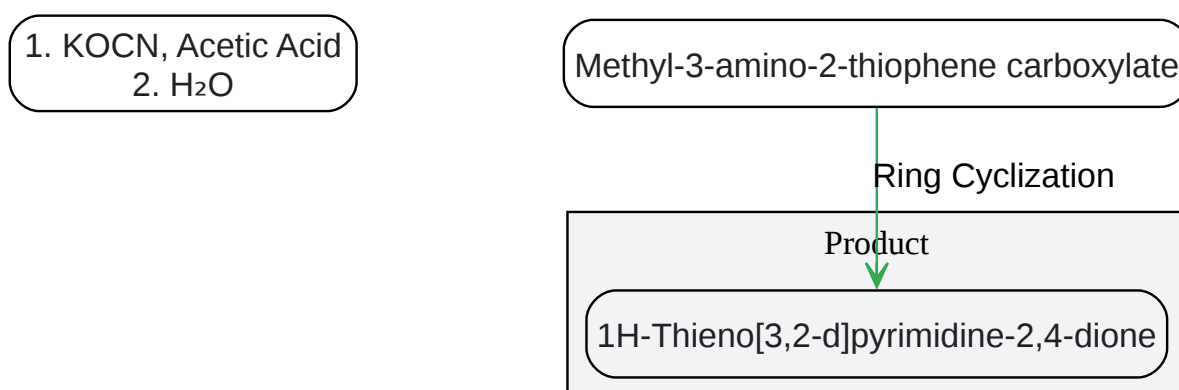 1. KOCN, Acetic Acid
2. H₂O
Methyl-3-amino-2-thiophene carboxylate
Ring Cyclization
Product
1H-Thieno[3,2-d]pyrimidine-2,4-dione